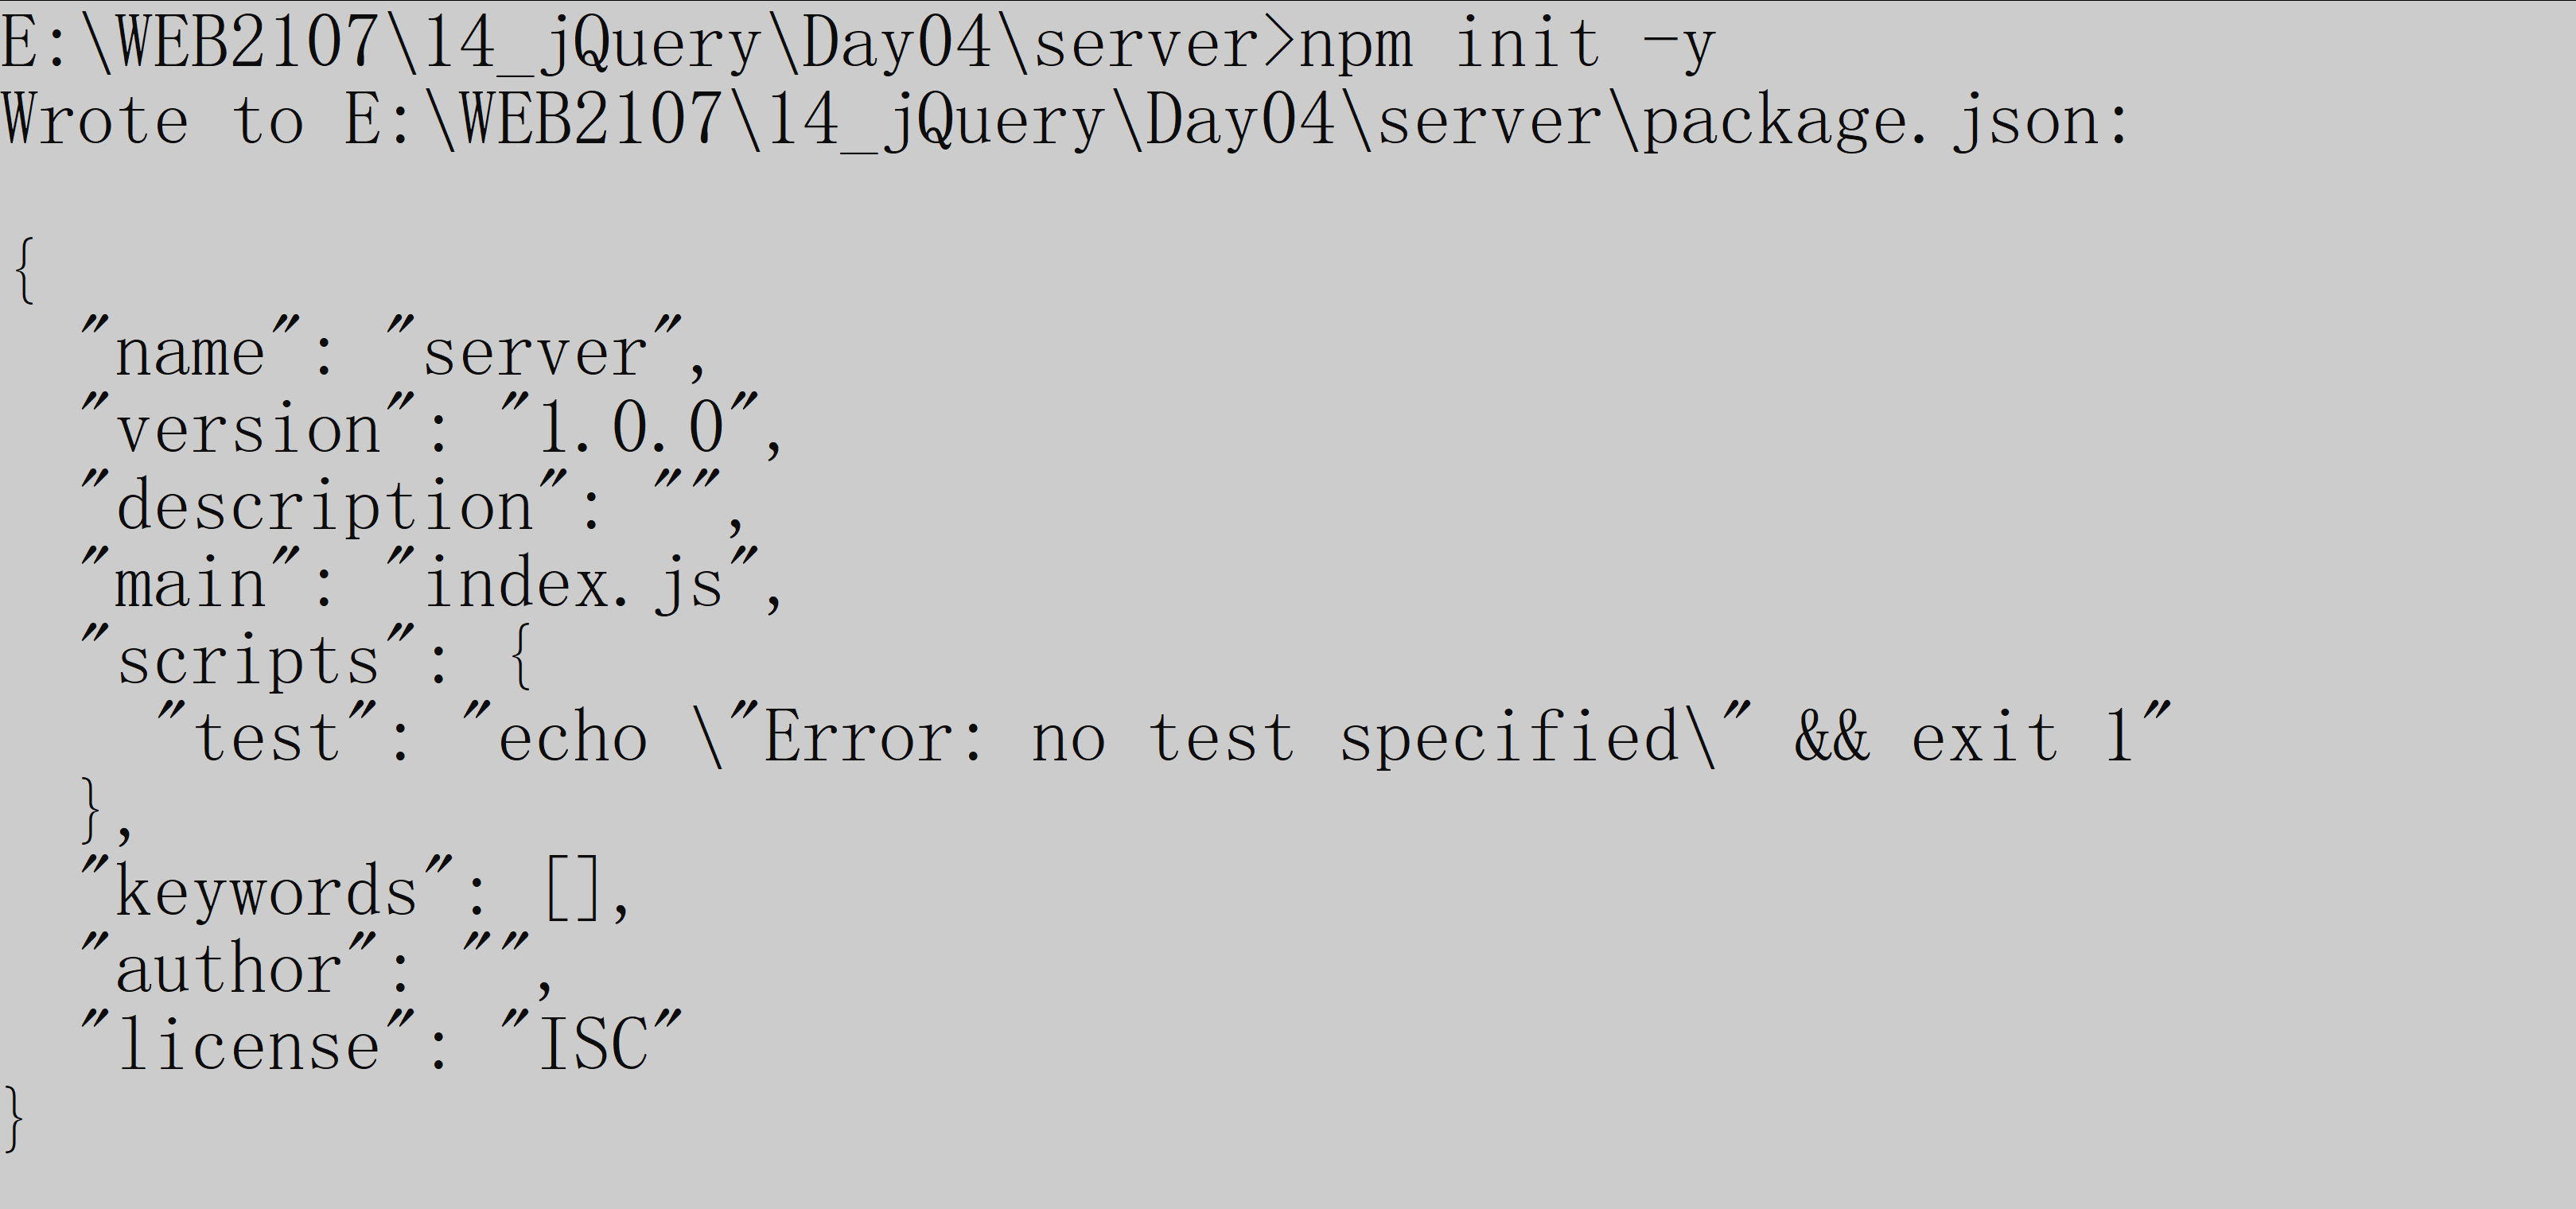 E:\WEB2107\14_jQuery\Day04\server>npm init -y
Wrote to E:\WEB2107\14_jQuery\Day04\server\package.json:

{
  "name": "server",
  "version": "1.0.0",
  "description": "",
  "main": "index.js",
  "scripts": {
    "test": "echo \"Error: no test specified\" && exit 1"
  },
  "keywords": [],
  "author": "",
  "license": "ISC"
}